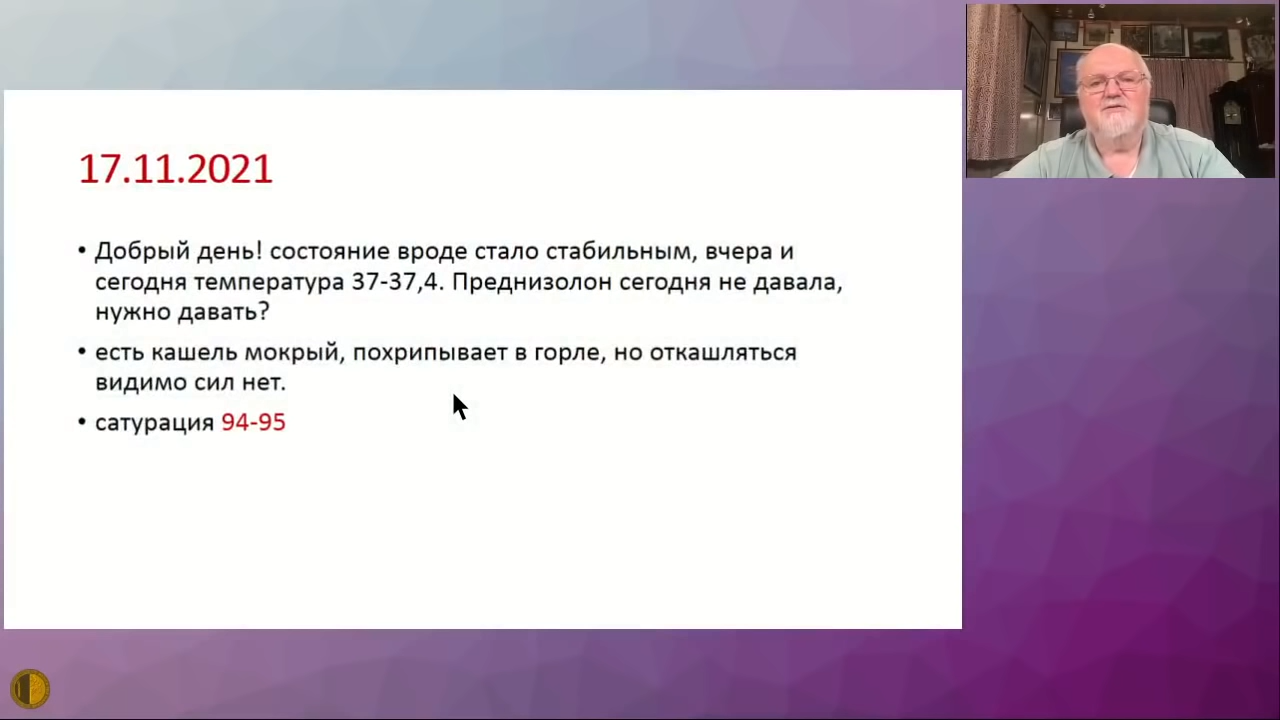 17.11.2021
• Добрый день! состояние вроде стало стабильным, вчера и
сегодня температура 37-37,4. Преднизолон сегодня не давала,
нужно давать?
• есть кашель мокрый, похрипывает в горле, но откашляться
видимо сил нет.
• сатурация 94-95